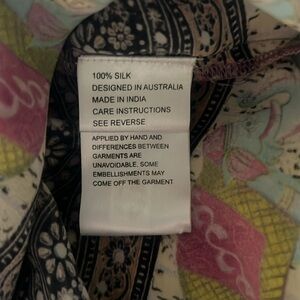 100% SILK
DESIGNED IN AUSTRALIA
MADE IN INDIA
CARE INSTRUCTIONS
SEE REVERSE
APPLIED BY HAND AND
DIFFERENCES BETWEEN
GARMENTS ARE
UNAVOIDABLE, SOME
EMBELLISHMENTS MAY
COME OFF THE GARMENT